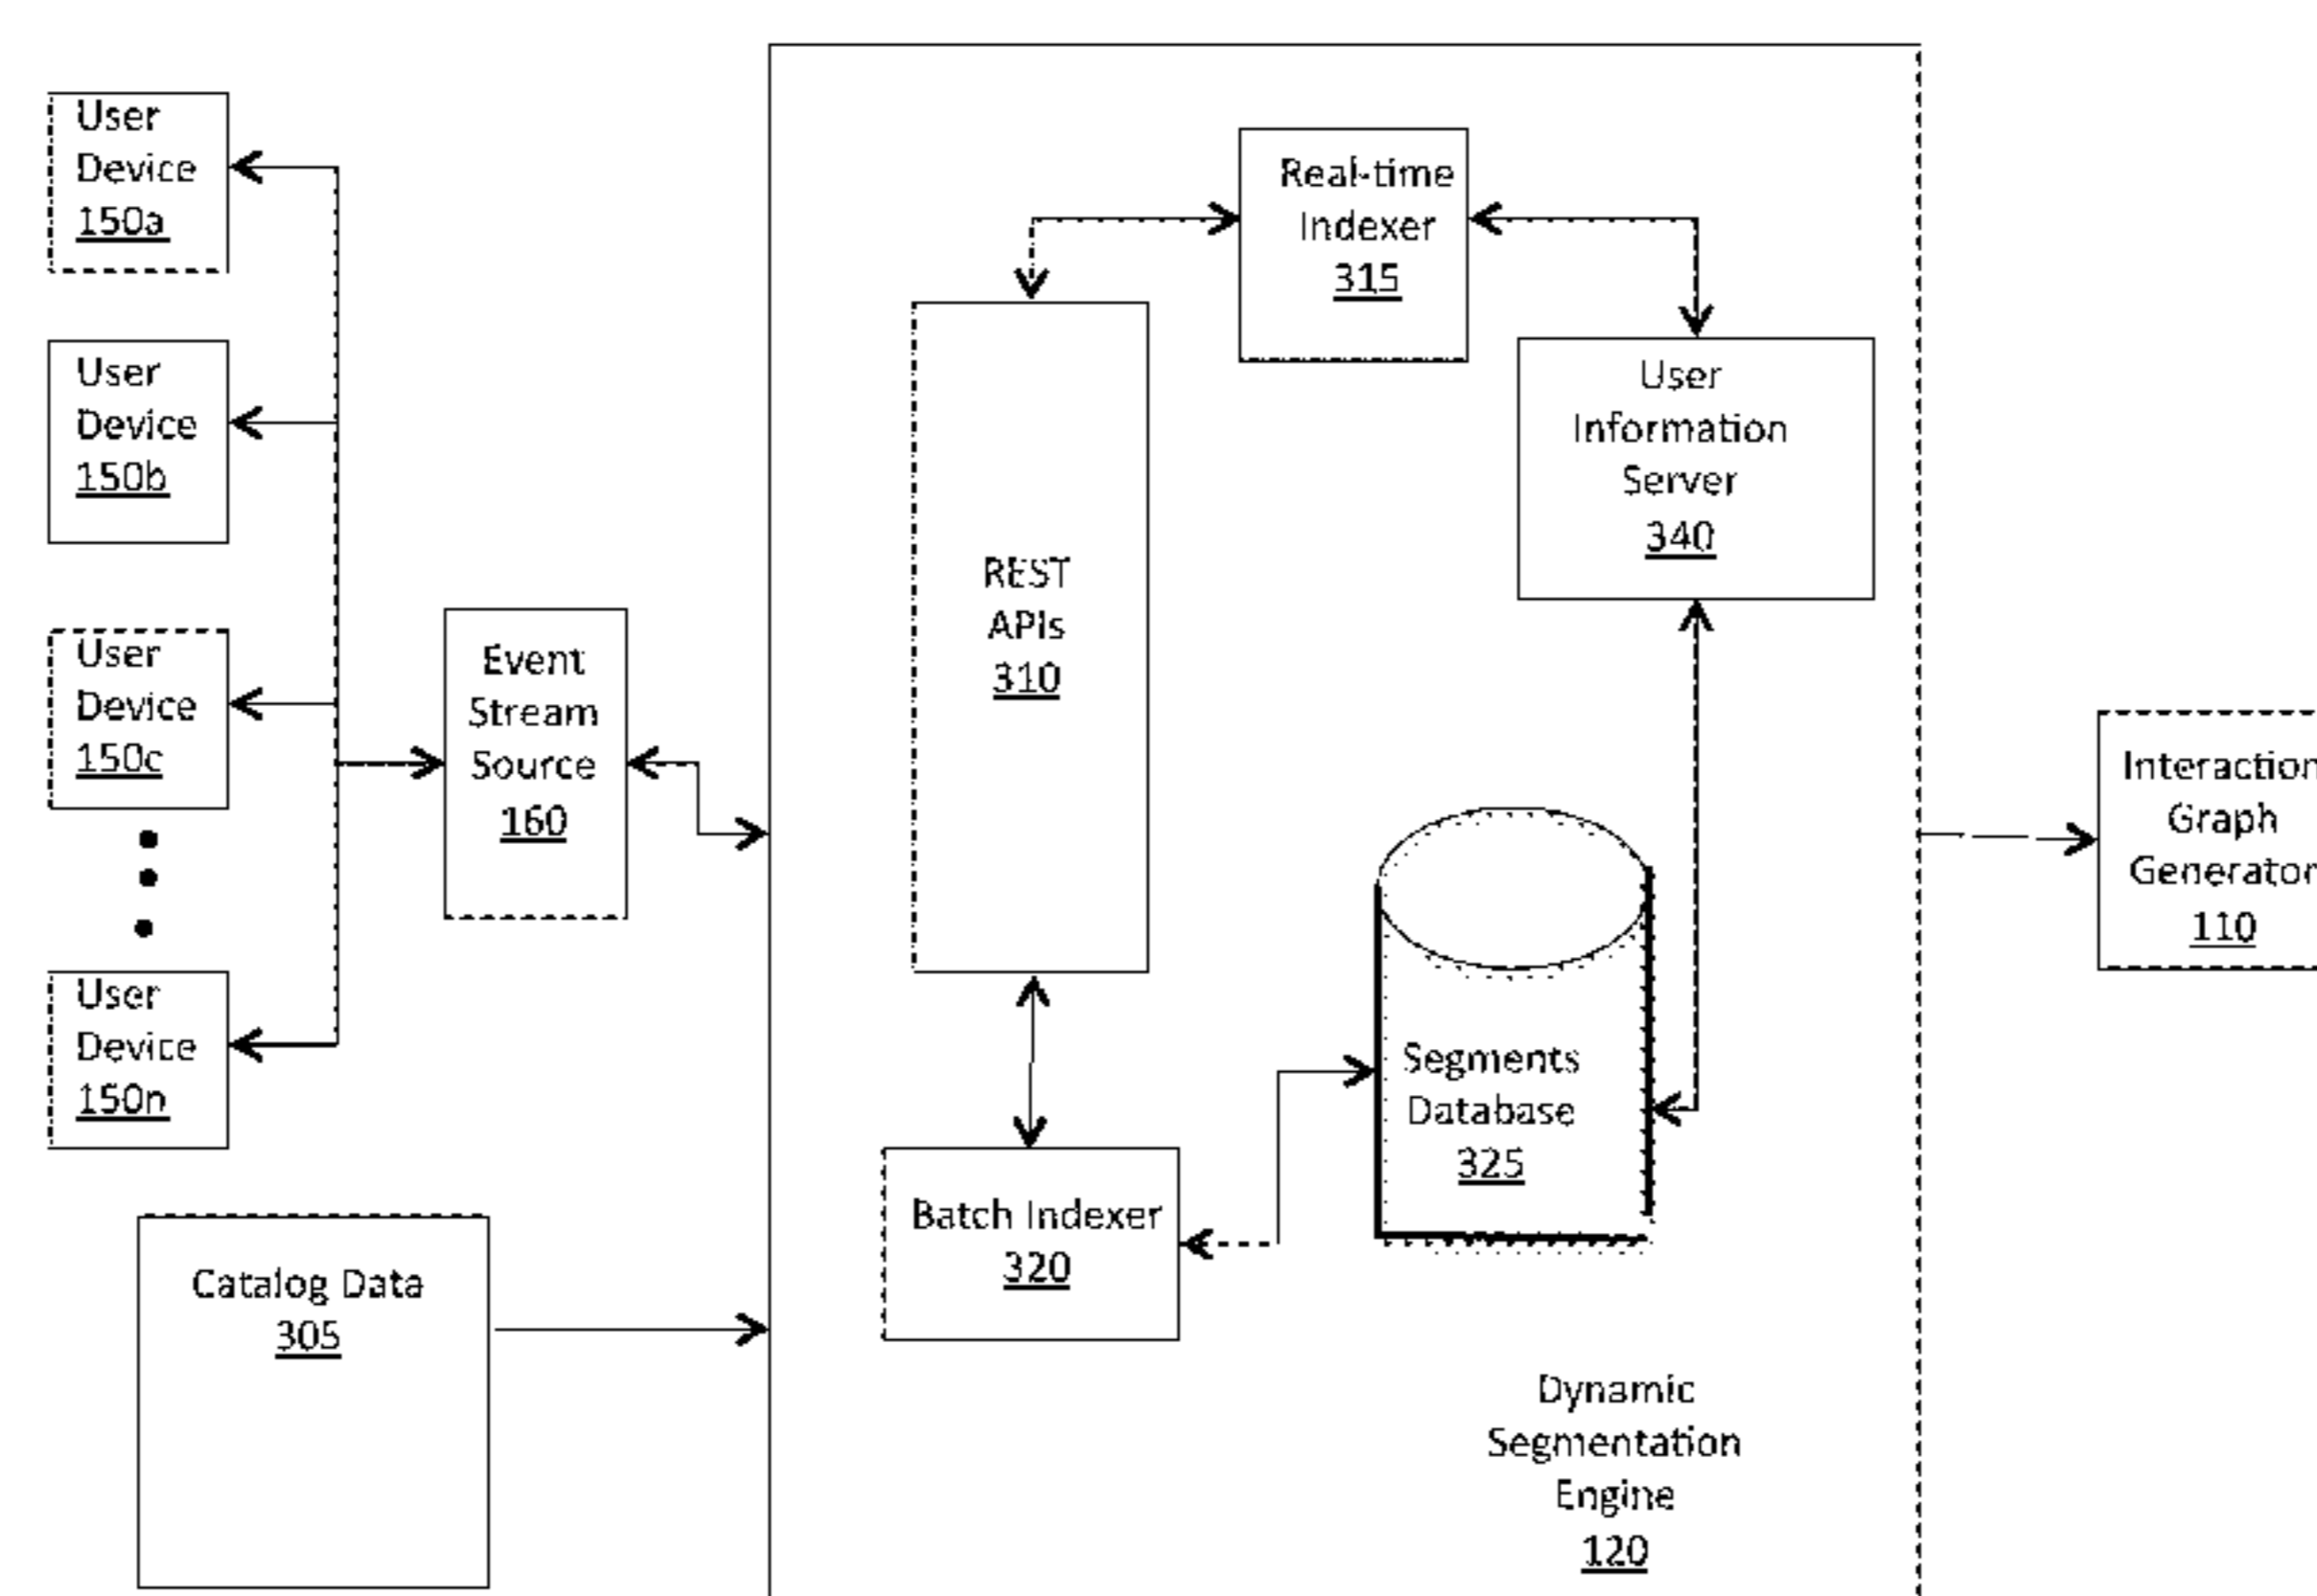 User
Device
150a
User
Device
150b
User
Device
150c
User
Device
150n
Catalog Data
305
Event
Stream
Source
160
REST
APIs
310
Real-time
Indexer
315
User
Information
Server
340
Segments
Database
325
Batch Indexer
320
Dynamic
Segmentation
Engine
120
Interaction
Graph
Generator
110